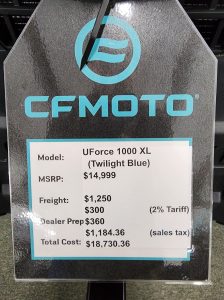 CFMOTO®
Model: UForce 1000 XL
(Twilight Blue)
MSRP: $14,999
Freight: $1,250
$300 (2% Tariff)
Dealer Prep $360
$1,184.36 (sales tax)
Total Cost: $18,730.36